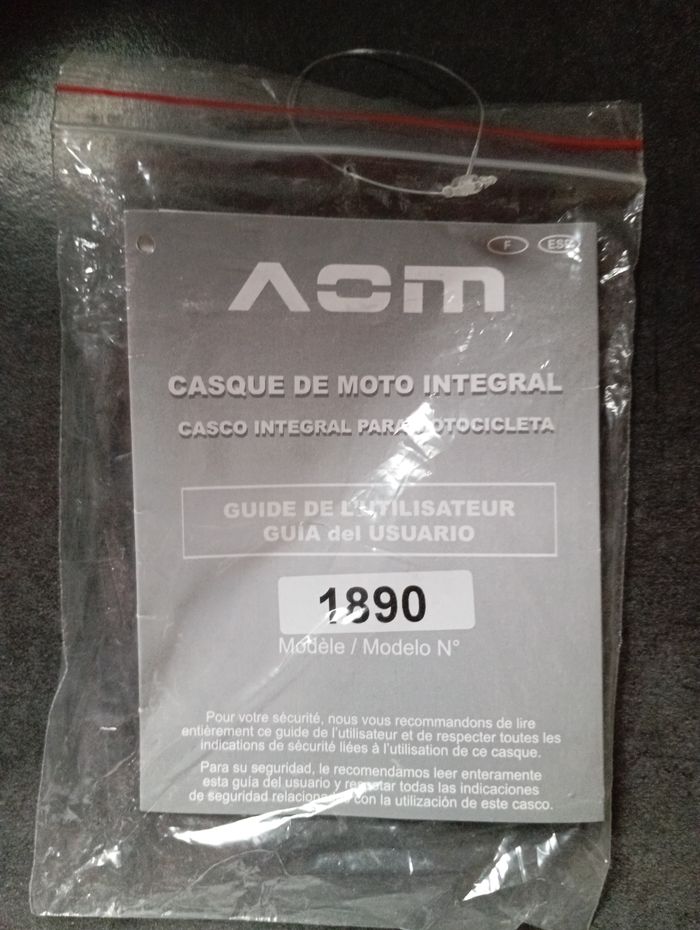 F ESP
AOM
CASQUE DE MOTO INTEGRAL
CASCO INTEGRAL PARA MOTOCICLETA
GUIDE DE L'UTILISATEUR
GUÍA del USUARIO
1890
Modèle / Modelo N°
Pour votre sécurité, nous vous recommandons de lire
entièrement ce guide de l'utilisateur et de respecter toutes les
indications de sécurité liées à l'utilisation de ce casque.
Para su seguridad, le recomendamos leer enteramente
esta guía del usuario y respetar todas las indicaciones
de seguridad relacionadas con la utilización de este casco.